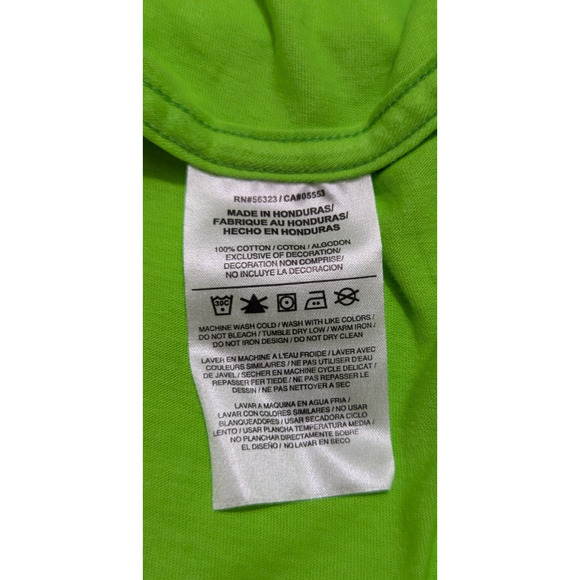 RN#56323 / CA#05553
MADE IN HONDURAS/
FABRIQUE AU HONDURAS/
HECHO EN HONDURAS
100% COTTON / COTON / ALGODON
EXCLUSIVE OF DECORATION/
DECORATION NON COMPRISE/
NO INCLUYE LA DECORACION
30C
MACHINE WASH COLD / WASH WITH LIKE COLORS /
DO NOT BLEACH / TUMBLE DRY LOW / WARM IRON /
DO NOT IRON DESIGN / DO NOT DRY CLEAN
LAVER EN MACHINE A L'EAU FROIDE / LAVER AVEC
COULEURS SIMILAIRES / NE PAS UTILISER D'EAU
DE JAVEL / SECHER EN MACHINE CYCLE DELICAT /
REPASSER FER TIEDE / NE PAS REPASSER LE
DESSIN / NE PAS NETTOYER A SEC
LAVAR A MAQUINA EN AGUA FRIA /
LAVAR CON COLORES SIMILARES / NO USAR
BLANQUEADORES / USAR SECADORA CICLO
LENTO / USAR PLANCHA TEMPERATURA MEDIA /
NO PLANCHAR DIRECTAMENTE SOBRE
EL DISEÑO / NO LAVAR EN SECO